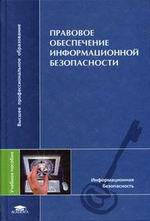 Высшее профессиональное образование
ПРАВОВОЕ
ОБЕСПЕЧЕНИЕ
ИНФОРМАЦИОННОЙ
БЕЗОПАСНОСТИ
Учебное пособие
Информационная
безопасность